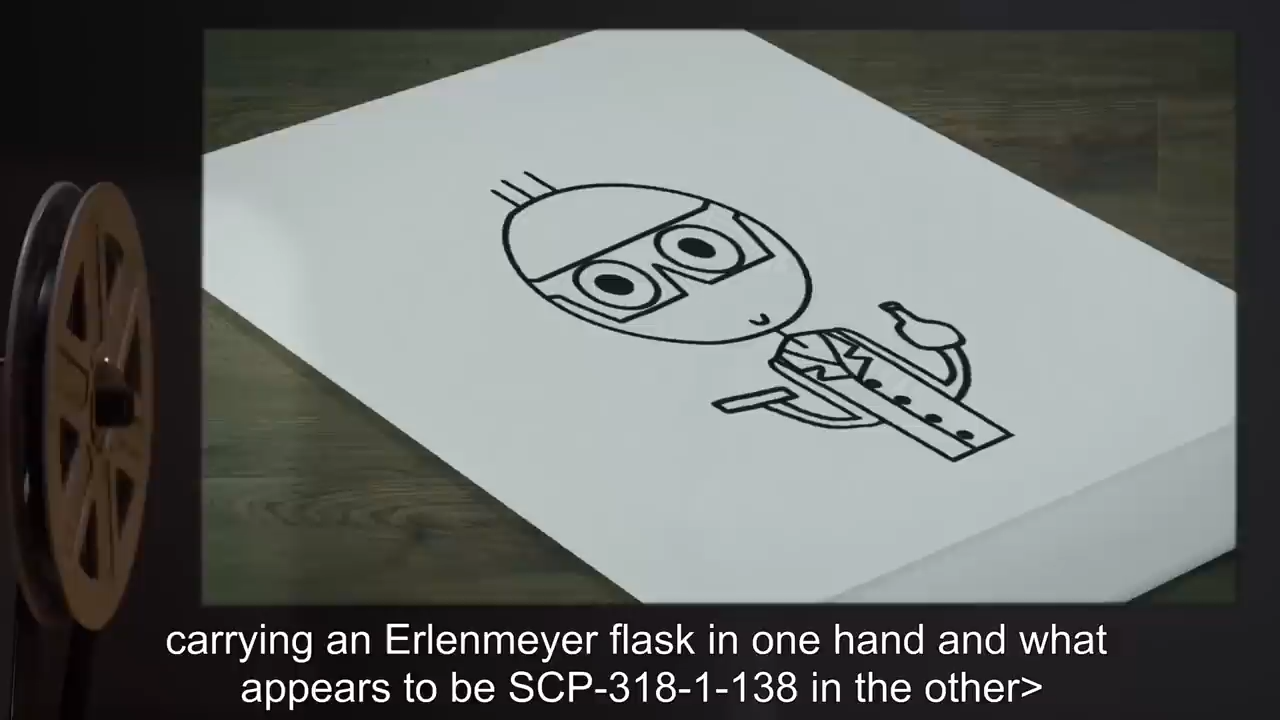 carrying an Erlenmeyer flask in one hand and what
appears to be SCP-318-1-138 in the other>